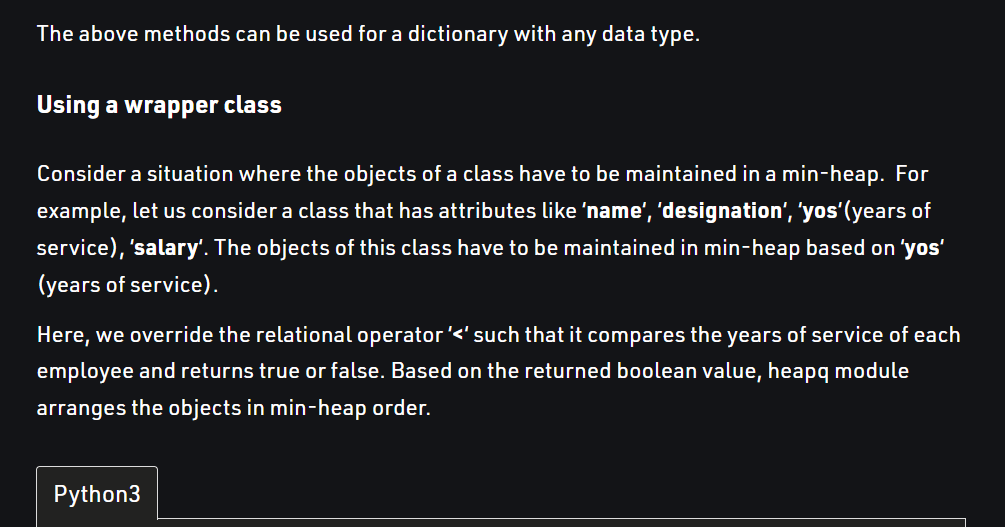 The above methods can be used for a dictionary with any data type.
Using a wrapper class
Consider a situation where the objects of a class have to be maintained in a min-heap.  For
example, let us consider a class that has attributes like 'name', 'designation', 'yos'(years of
service), 'salary'. The objects of this class have to be maintained in min-heap based on 'yos'
(years of service).
Here, we override the relational operator '<' such that it compares the years of service of each
employee and returns true or false. Based on the returned boolean value, heapq module
arranges the objects in min-heap order.
Python3